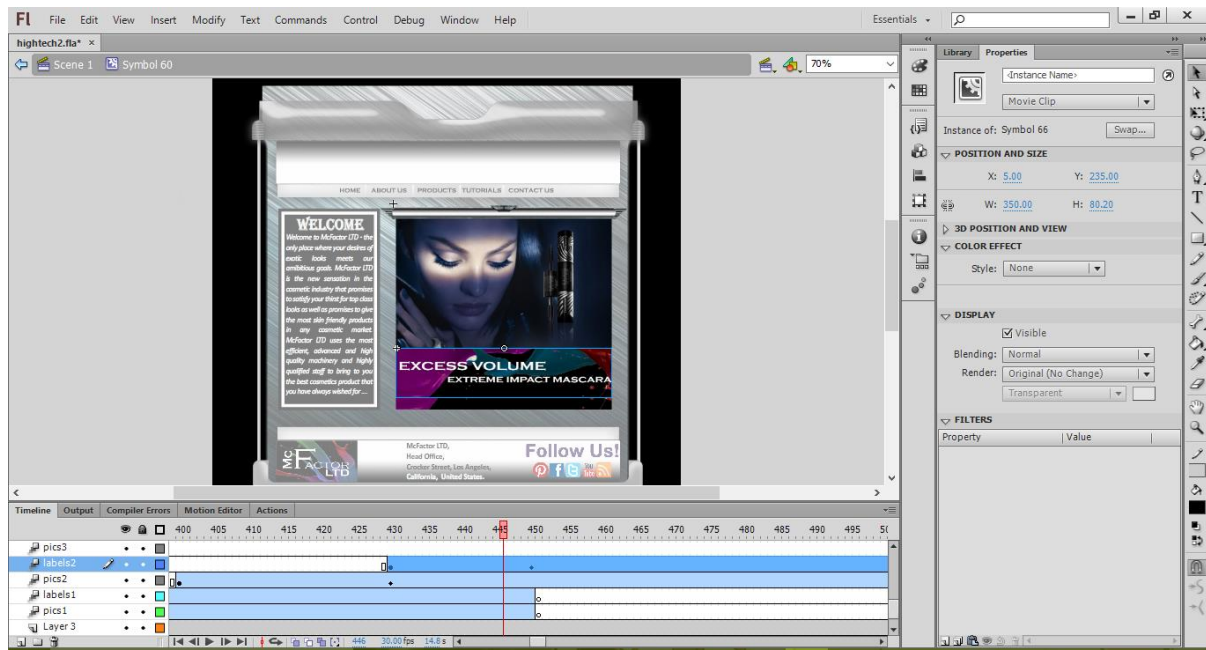 Fl File Edit View Insert Modify Text Commands Control Debug Window Help Essentials
hightech2.fla* ×
Scene 1 Symbol 60 70%
HOME ABOUT US PRODUCTS TUTORIALS CONTACT US
WELCOME
Welcome to McFactor LTD - the
only place where your desires of
exotic looks meets our
ambitious goals. McFactor LTD
is the new sensation in the
cosmetic industry that promises
to satisfy your thirst for top class
looks as well as promises to give
the most skin friendly products
in any cosmetic market.
McFactor LTD uses the most
efficient, advanced and high
quality machinery and highly
qualified staff to bring to you
the best cosmetics product that
you have always wished for ...
EXCESS VOLUME
EXTREME IMPACT MASCARA
Mc FACTOR LTD
McFactor LTD,
Head Office,
Crocker Street, Los Angeles,
California, United States.
Follow Us!
Library Properties
<Instance Name>
Movie Clip
Instance of: Symbol 66 Swap...
POSITION AND SIZE
X: 5.00 Y: 235.00
W: 350.00 H: 80.20
3D POSITION AND VIEW
COLOR EFFECT
Style: None
DISPLAY
Visible
Blending: Normal
Render: Original (No Change)
Transparent
FILTERS
Property Value
Timeline Output Compiler Errors Motion Editor Actions
400 405 410 415 420 425 430 435 440 445 450 455 460 465 470 475 480 485 490 495 50
pics3
labels2
pics2
labels1
pics1
Layer 3
446 30.00 fps 14.8 s